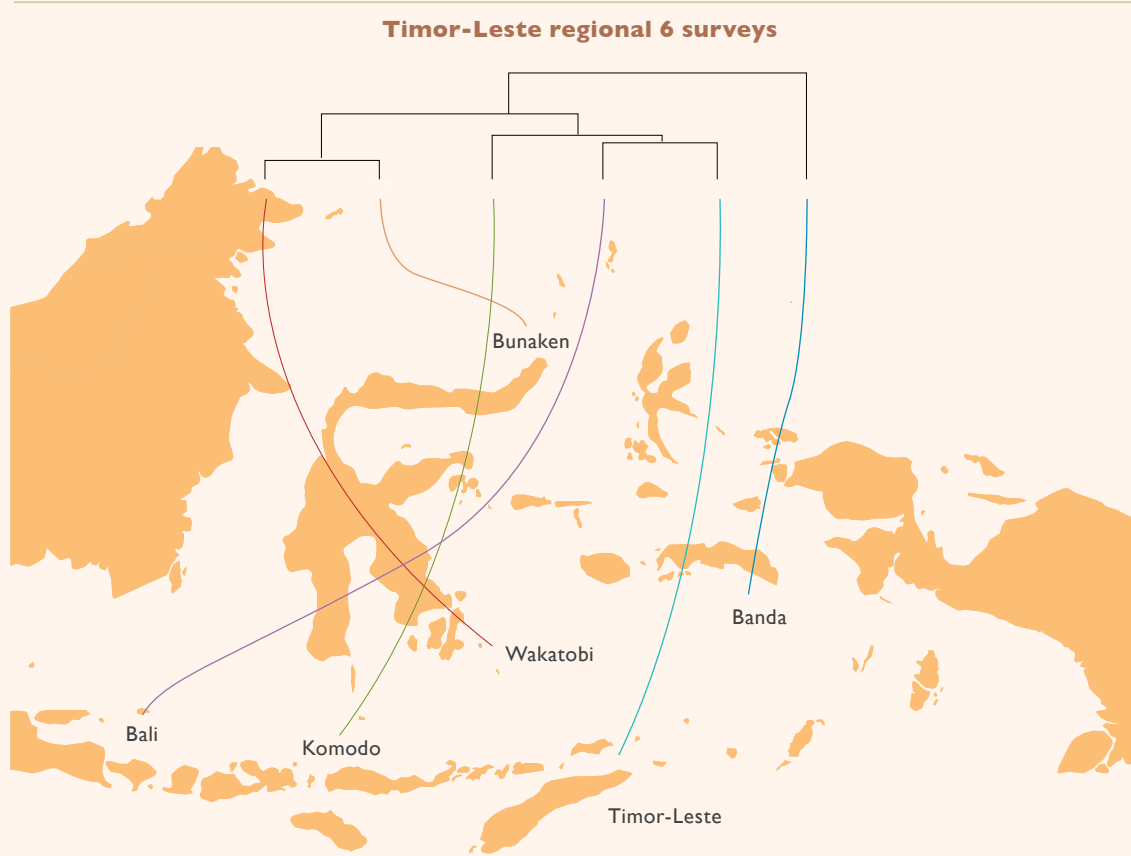 Timor-Leste regional 6 surveys
Bunaken
Banda
Wakatobi
Bali
Komodo
Timor-Leste